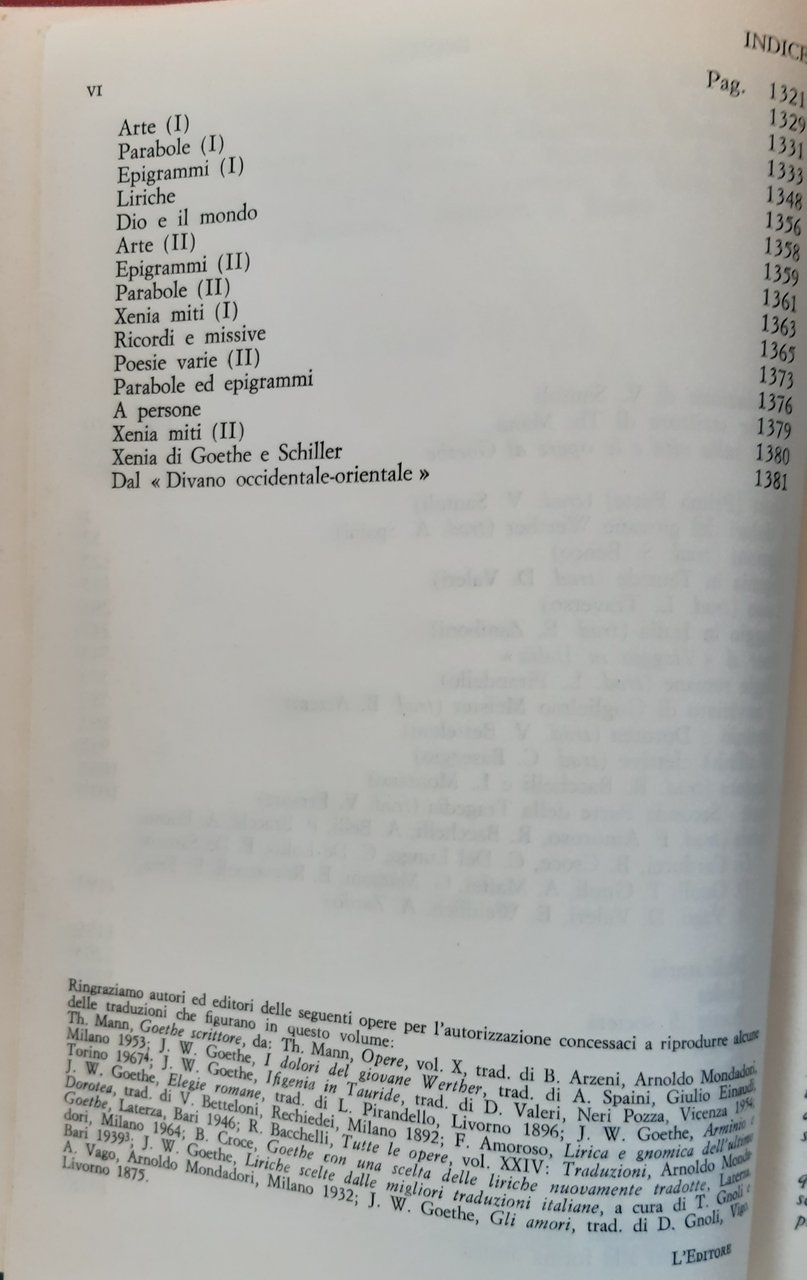 VI INDICE
Pag.
Arte (I) 1321
Parabole (I) 1329
Epigrammi (I) 1331
Liriche 1333
Dio e il mondo 1348
Arte (II) 1356
Epigrammi (II) 1358
Parabole (II) 1359
Xenia miti (I) 1361
Ricordi e missive 1363
Poesie varie (II) 1365
Parabole ed epigrammi 1373
A persone 1376
Xenia miti (II) 1379
Xenia di Goethe e Schiller 1380
Dal « Divano occidentale-orientale » 1381
Ringraziamo autori ed editori delle seguenti opere per l'autorizzazione concessaci a riprodurre alcune
delle traduzioni che figurano in questo volume:
Th. Mann, Goethe scrittore, da: Th. Mann, Opere, vol. X, trad. di B. Arzeni, Arnoldo Mondadori,
Milano 1953; J. W. Goethe, I dolori del giovane Werther, trad. di A. Spaini, Giulio Einaudi,
Torino 1967⁴; J. W. Goethe, Ifigenia in Tauride, trad. di D. Valeri, Neri Pozza, Vicenza 1954;
J. W. Goethe, Elegie romane, trad. di L. Pirandello, Livorno 1896; J. W. Goethe, Arminio e
Dorotea, trad. di V. Betteloni, Rechiedei, Milano 1892; F. Amoroso, Lirica e gnomica dell'ultimo
Goethe, Laterza, Bari 1946; R. Bacchelli, Tutte le opere, vol. XXIV: Traduzioni, Arnoldo Monda-
dori, Milano 1964; B. Croce, Goethe con una scelta delle liriche nuovamente tradotte, Laterza,
Bari 1939³; J. W. Goethe, Liriche scelte dalle migliori traduzioni italiane, a cura di T. Gnoli e
A. Vago, Arnoldo Mondadori, Milano 1932; J. W. Goethe, Gli amori, trad. di D. Gnoli, Vigo,
Livorno 1875.
L'EDITORE